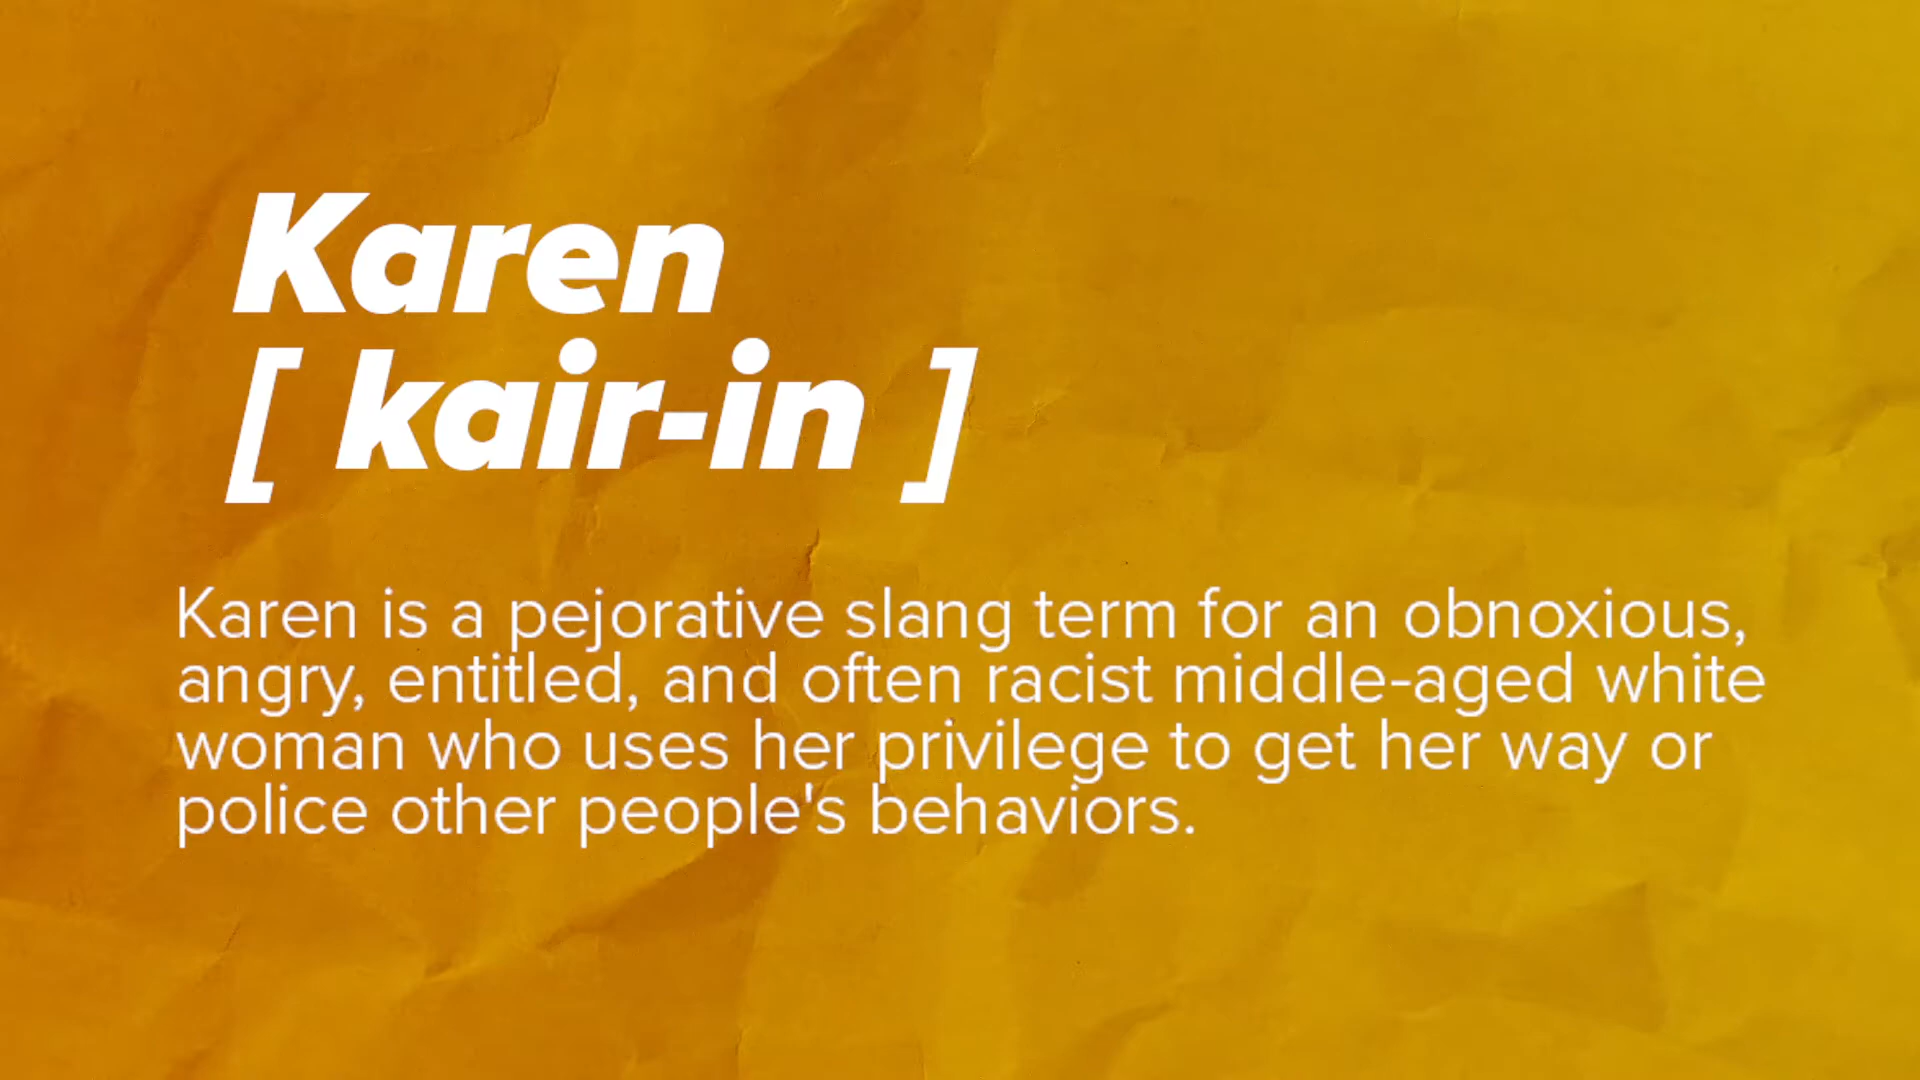 Karen
[ kair-in ]
Karen is a pejorative slang term for an obnoxious,
angry, entitled, and often racist middle-aged white
woman who uses her privilege to get her way or
police other people's behaviors.